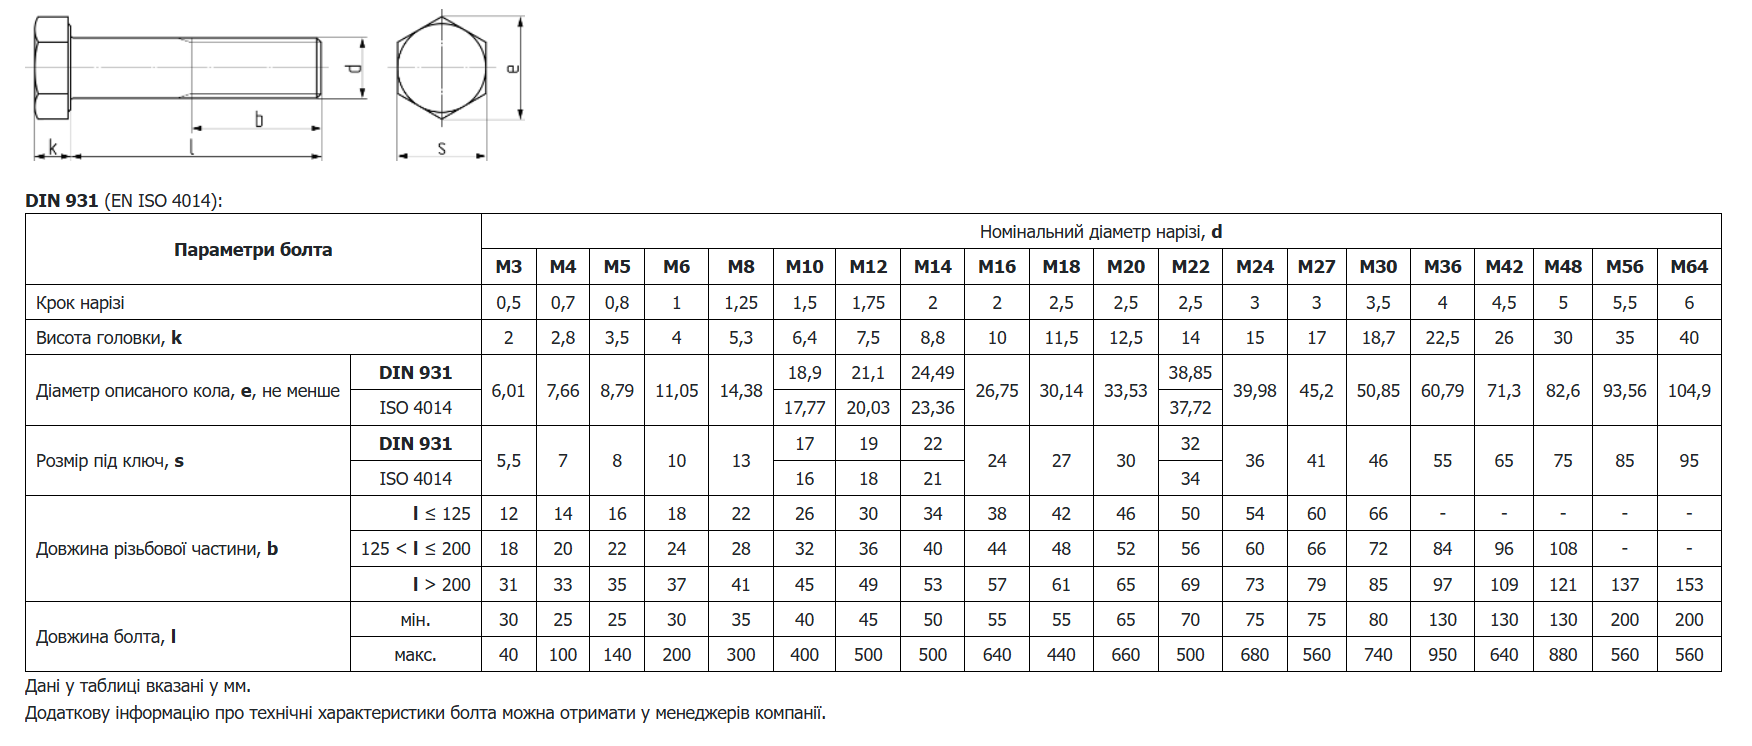 d
e
b
k
l
s
DIN 931 (EN ISO 4014):
Параметри болта Номінальний діаметр нарізі, d
M3 M4 M5 M6 M8 M10 M12 M14 M16 M18 M20 M22 M24 M27 M30 M36 M42 M48 M56 M64
Крок нарізі 0,5 0,7 0,8 1 1,25 1,5 1,75 2 2 2,5 2,5 2,5 3 3 3,5 4 4,5 5 5,5 6
Висота головки, k 2 2,8 3,5 4 5,3 6,4 7,5 8,8 10 11,5 12,5 14 15 17 18,7 22,5 26 30 35 40
Діаметр описаного кола, e, не менше DIN 931 6,01 7,66 8,79 11,05 14,38 18,9 21,1 24,49 26,75 30,14 33,53 38,85 39,98 45,2 50,85 60,79 71,3 82,6 93,56 104,9
ISO 4014 17,77 20,03 23,36 37,72
Розмір під ключ, s DIN 931 5,5 7 8 10 13 17 19 22 24 27 30 32 36 41 46 55 65 75 85 95
ISO 4014 16 18 21 34
Довжина різьбової частини, b l ≤ 125 12 14 16 18 22 26 30 34 38 42 46 50 54 60 66 - - - - -
125 < l ≤ 200 18 20 22 24 28 32 36 40 44 48 52 56 60 66 72 84 96 108 - -
l > 200 31 33 35 37 41 45 49 53 57 61 65 69 73 79 85 97 109 121 137 153
Довжина болта, l мін. 30 25 25 30 35 40 45 50 55 55 65 70 75 75 80 130 130 130 200 200
макс. 40 100 140 200 300 400 500 500 640 440 660 500 680 560 740 950 640 880 560 560
Дані у таблиці вказані у мм.
Додаткову інформацію про технічні характеристики болта можна отримати у менеджерів компанії.